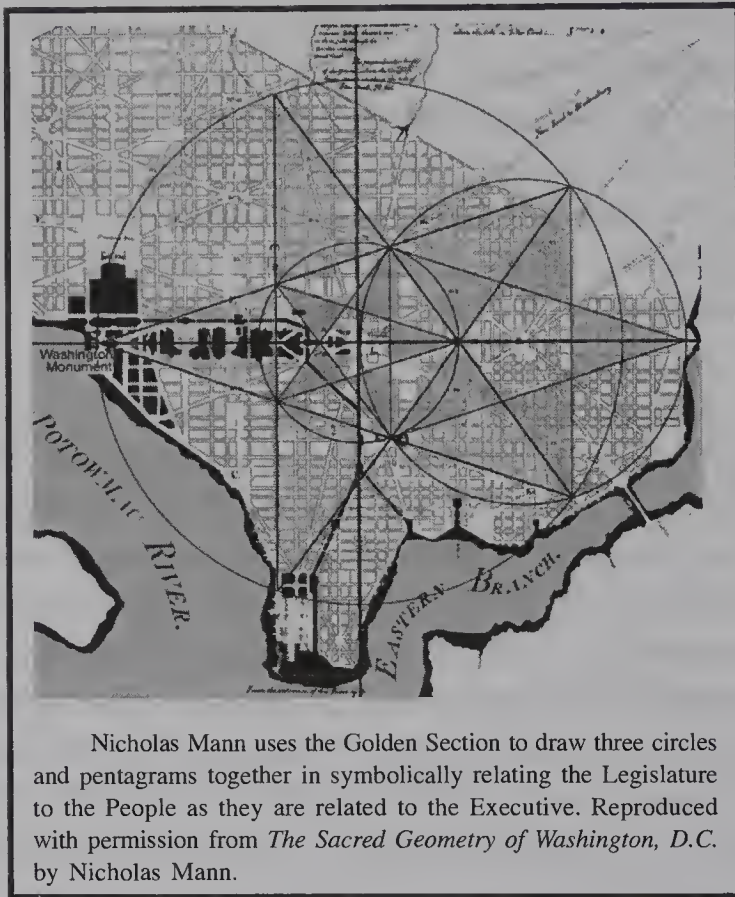 Washington
Monument
POTOWMAC RIVER.
EASTERN BRANCH.
Nicholas Mann uses the Golden Section to draw three circles
and pentagrams together in symbolically relating the Legislature
to the People as they are related to the Executive. Reproduced
with permission from The Sacred Geometry of Washington, D.C.
by Nicholas Mann.